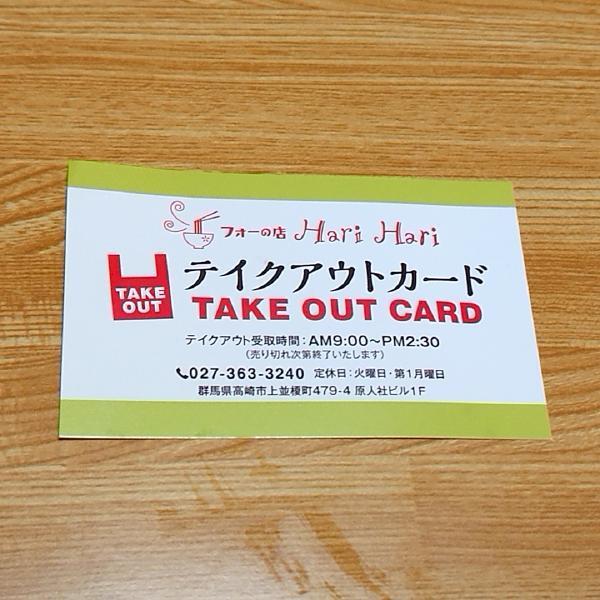 フォーの店 Hari Hari
TAKE OUT
テイクアウトカード
TAKE OUT CARD
テイクアウト受取時間：AM9:00〜PM2:30
（売り切れ次第終了いたします）
027-363-3240 定休日：火曜日・第1月曜日
群馬県高崎市上並榎町479-4 原人社ビル1F